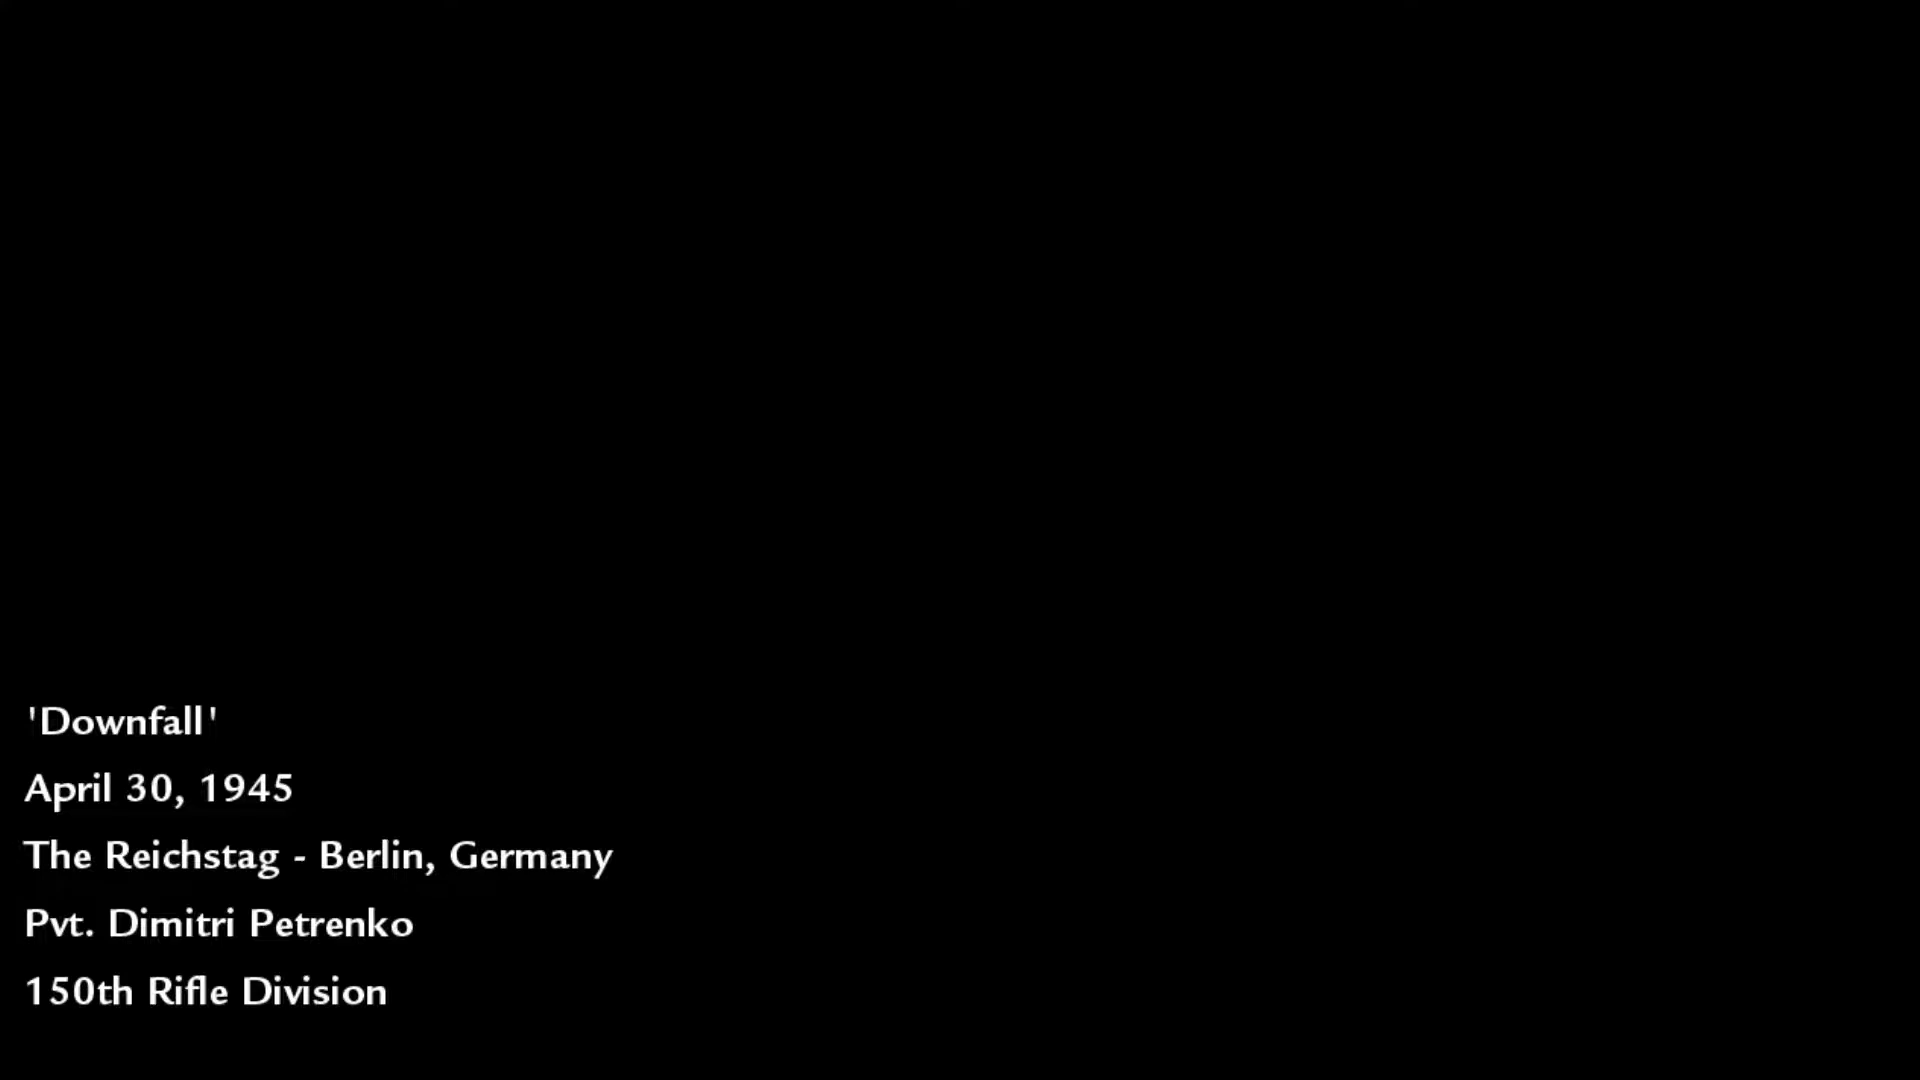 'Downfall'
April 30, 1945
The Reichstag - Berlin, Germany
Pvt. Dimitri Petrenko
150th Rifle Division